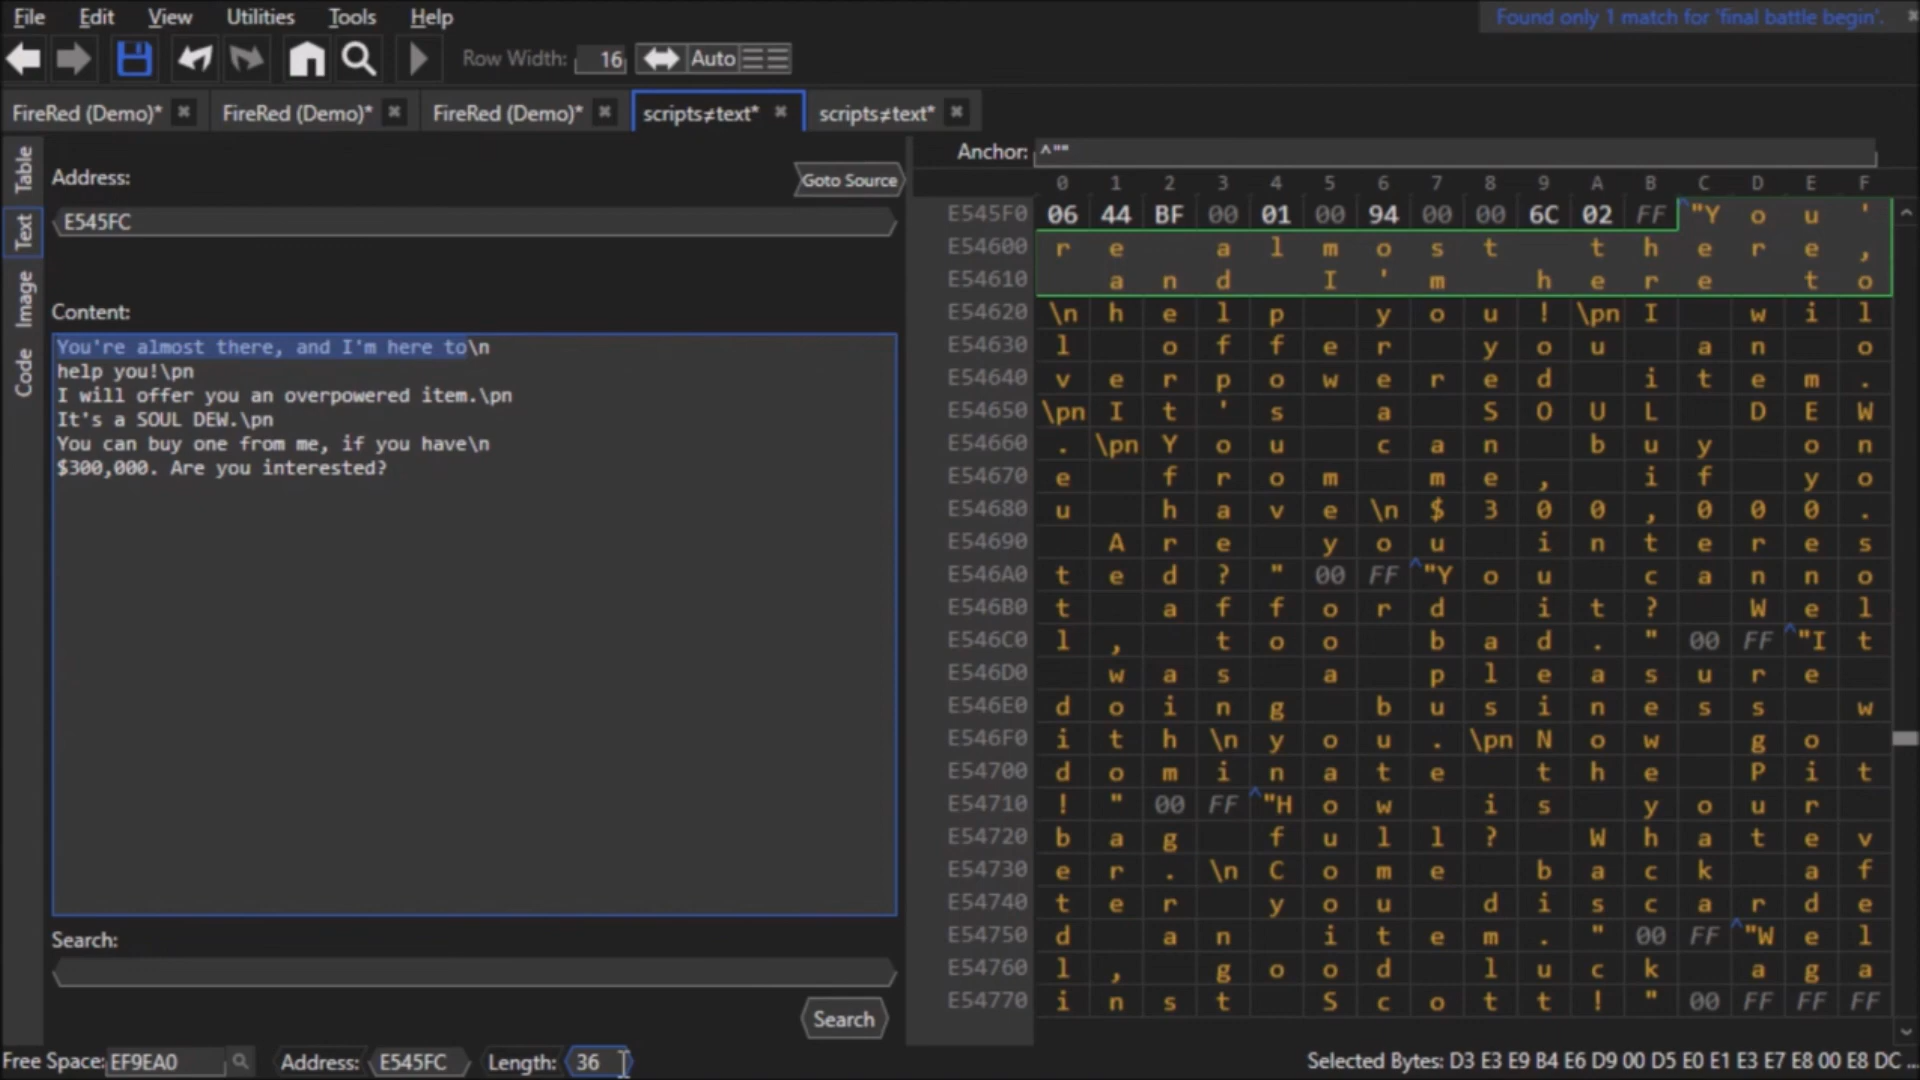 File Edit View Utilities Tools Help
Found only 1 match for 'final battle begin'.
Row Width: 16 Auto
FireRed (Demo)* FireRed (Demo)* FireRed (Demo)* scripts≠text* scripts≠text*
Table
Text
Image
Code
Address:
Goto Source
E545FC
Content:
You're almost there, and I'm here to\n
help you!\pn
I will offer you an overpowered item.\pn
It's a SOUL DEW.\pn
You can buy one from me, if you have\n
$300,000. Are you interested?
Search:
Search
Anchor: ^""
0 1 2 3 4 5 6 7 8 9 A B C D E F
E545F0 06 44 BF 00 01 00 94 00 00 6C 02 FF ^"Y o u '
E54600 r e a l m o s t t h e r e ,
E54610 a n d I ' m h e r e t o
E54620 \n h e l p y o u ! \pn I w i l
E54630 l o f f e r y o u a n o
E54640 v e r p o w e r e d i t e m .
E54650 \pn I t ' s a S O U L D E W
E54660 . \pn Y o u c a n b u y o n
E54670 e f r o m m e , i f y o
E54680 u h a v e \n $ 3 0 0 , 0 0 0 .
E54690 A r e y o u i n t e r e s
E546A0 t e d ? " 00 FF ^"Y o u c a n n o
E546B0 t a f f o r d i t ? W e l
E546C0 l , t o o b a d . " 00 FF ^"I t
E546D0 w a s a p l e a s u r e
E546E0 d o i n g b u s i n e s s w
E546F0 i t h \n y o u . \pn N o w g o
E54700 d o m i n a t e t h e P i t
E54710 ! " 00 FF ^"H o w i s y o u r
E54720 b a g f u l l ? W h a t e v
E54730 e r . \n C o m e b a c k a f
E54740 t e r y o u d i s c a r d e
E54750 d a n i t e m . " 00 FF ^"W e l
E54760 l , g o o d l u c k a g a
E54770 i n s t S c o t t ! " 00 FF FF FF
Free Space: EF9EA0 Address: E545FC Length: 36
Selected Bytes: D3 E3 E9 B4 E6 D9 00 D5 E0 E1 E3 E7 E8 00 E8 DC ...